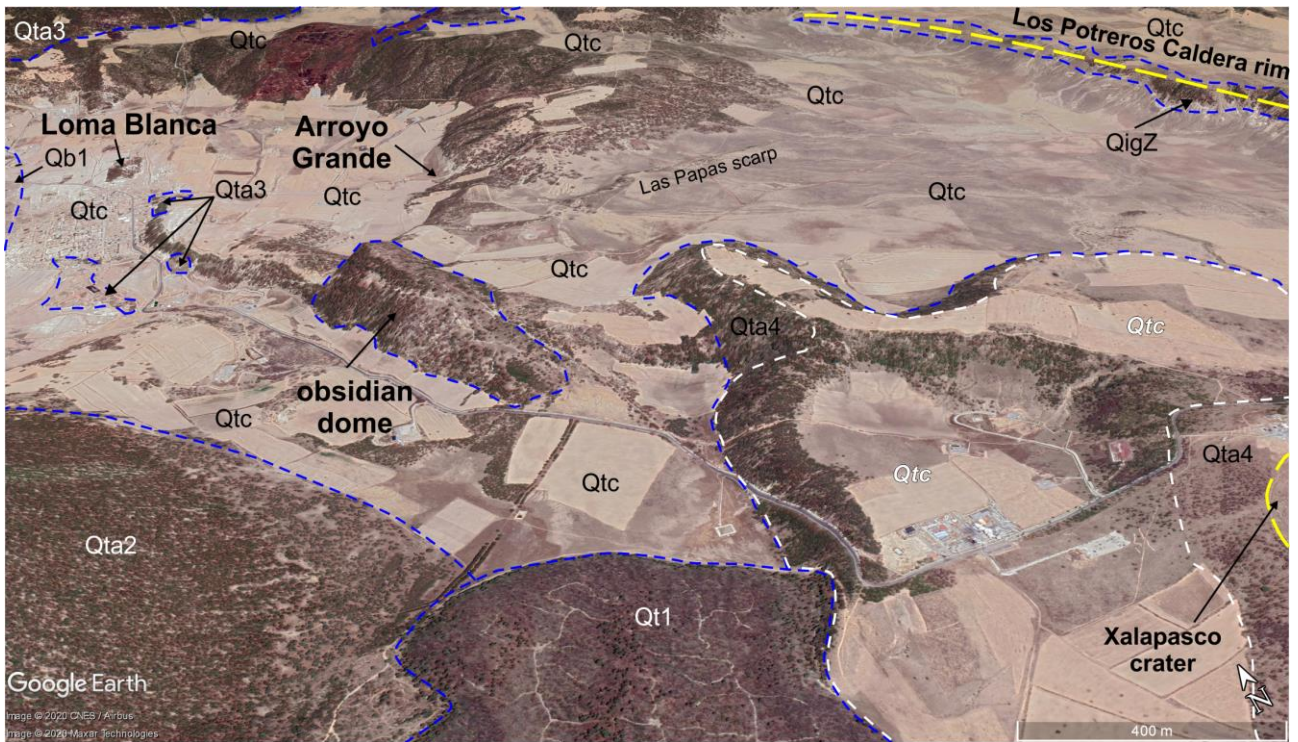 Qta3
Qtc
Qtc
Los Potreros Caldera rim
Qtc
Qtc
Loma Blanca
Qb1
Arroyo
Grande
QigZ
Las Papas scarp
Qta3
Qtc
Qtc
Qtc
Qtc
Qtc
Qta4
obsidian
dome
Qtc
Qtc
Qtc
Qta4
Qta2
Qt1
Xalapasco
crater
Google Earth
Image © 2020 CNES / Airbus
Image © 2020 Maxar Technologies
N
400 m